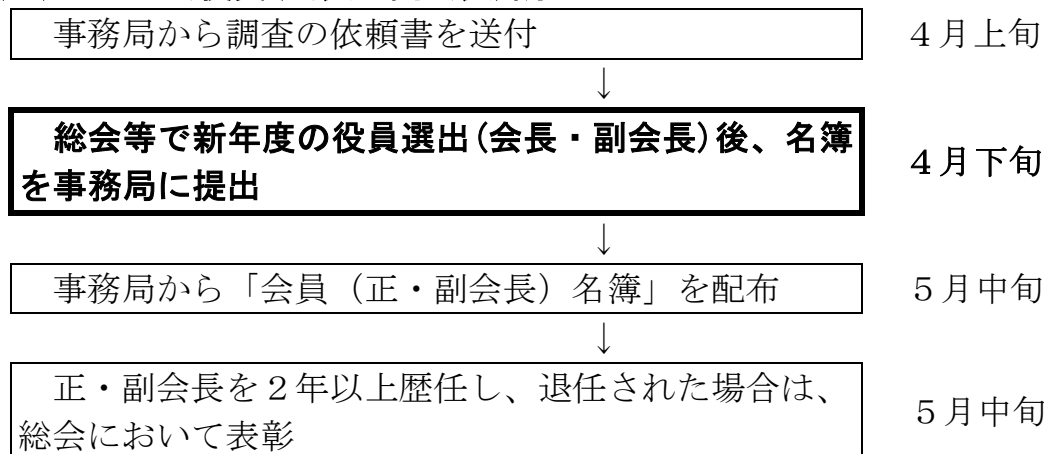 事務局から調査の依頼書を送付 4月上旬
↓
総会等で新年度の役員選出(会長・副会長)後、名簿
を事務局に提出 4月下旬
↓
事務局から「会員（正・副会長）名簿」を配布 5月中旬
↓
正・副会長を2年以上歴任し、退任された場合は、
総会において表彰 5月中旬